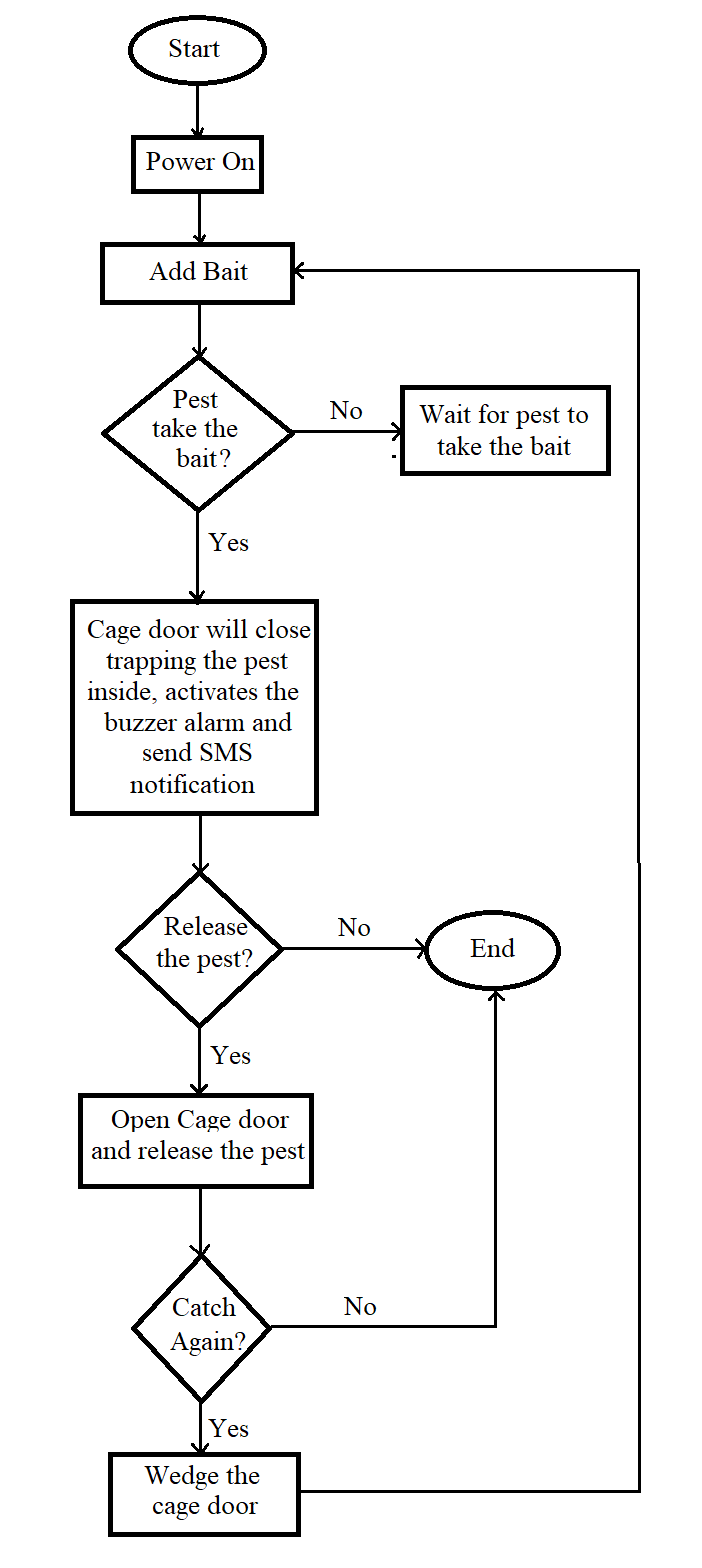 Start
Power On
Add Bait
Pest
take the
bait?
No
Wait for pest to
take the bait
Yes
Cage door will close
trapping the pest
inside, activates the
buzzer alarm and
send SMS
notification
Release
the pest?
No
End
Yes
Open Cage door
and release the pest
Catch
Again?
No
Yes
Wedge the
cage door